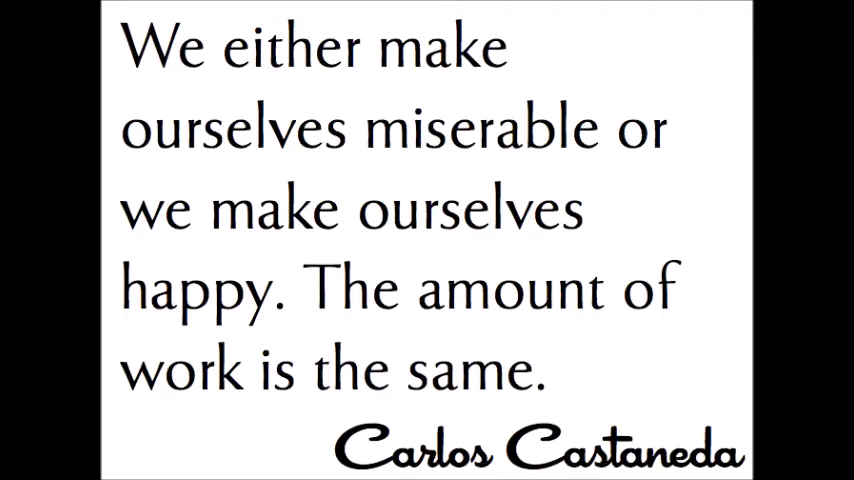 We either make
ourselves miserable or
we make ourselves
happy. The amount of
work is the same.
Carlos Castaneda